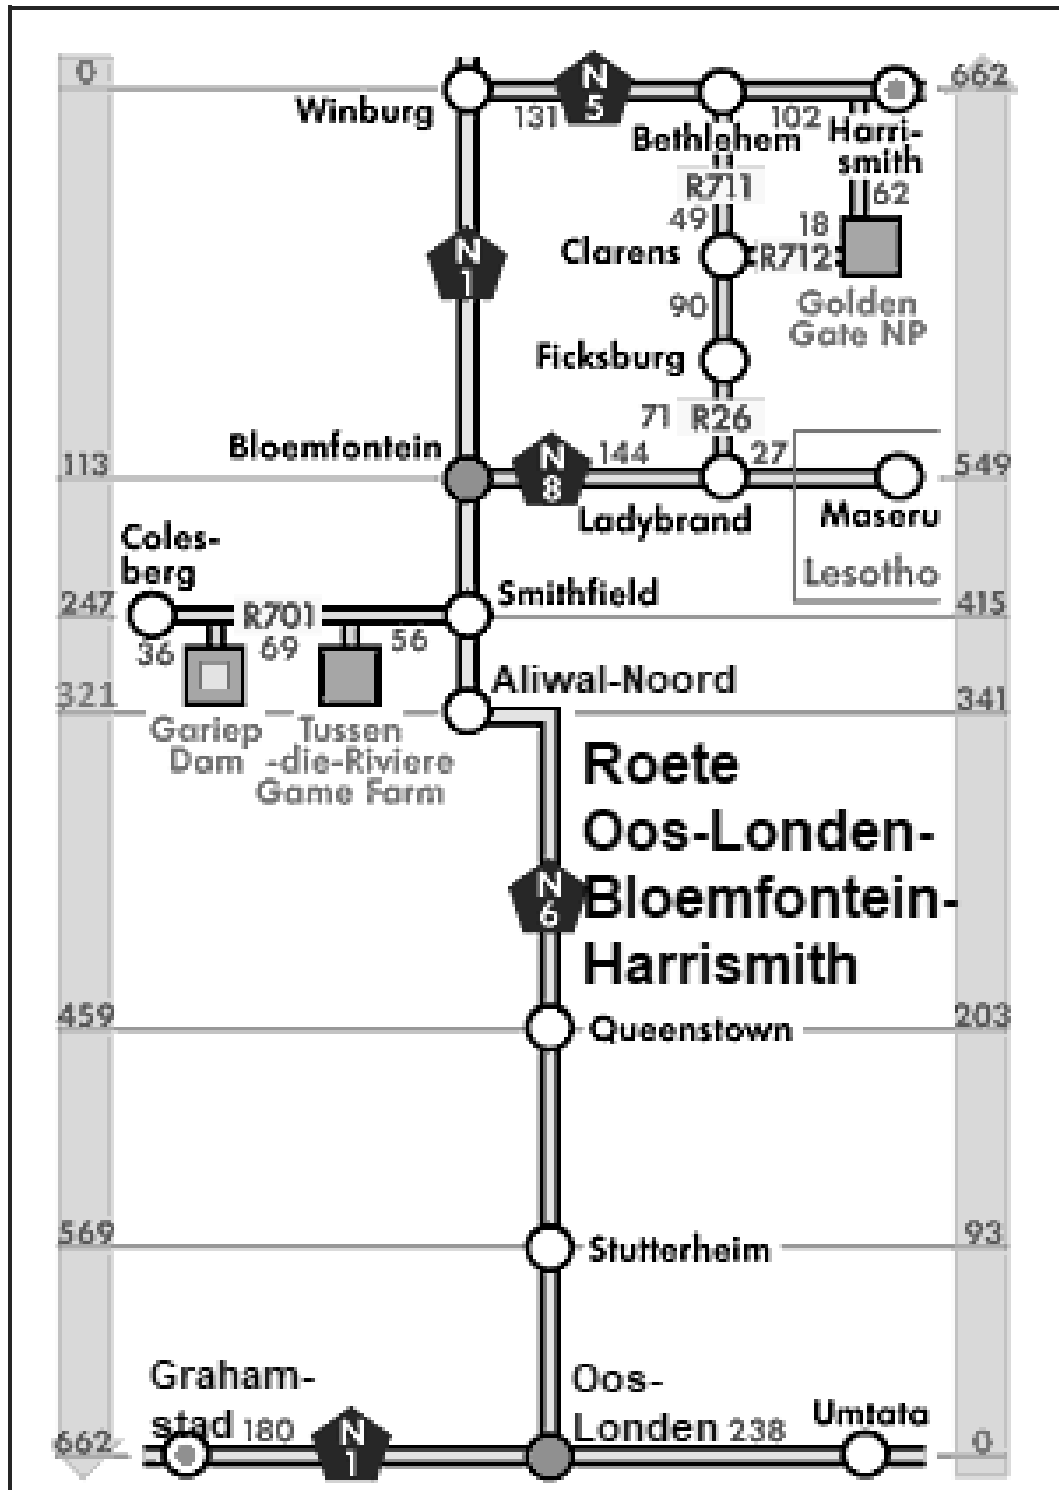 0
662
N
5
Winburg
131
Bethlehem
102
Harri-
smith
R711
62
49
18
Clarens
R712
N
1
90
Golden
Gate NP
Ficksburg
71
R26
Bloemfontein
113
N
8
144
27
549
Ladybrand
Maseru
Coles-
berg
Lesotho
247
R701
Smithfield
415
36
69
56
321
Aliwal-Noord
341
Gariep
Dam
Tussen
-die-Riviere
Game Farm
Roete
Oos-Londen-
Bloemfontein-
Harrismith
N
6
459
Queenstown
203
569
Stutterheim
93
Graham-
stad
180
N
1
Oos-
Londen
238
Umtata
662
0